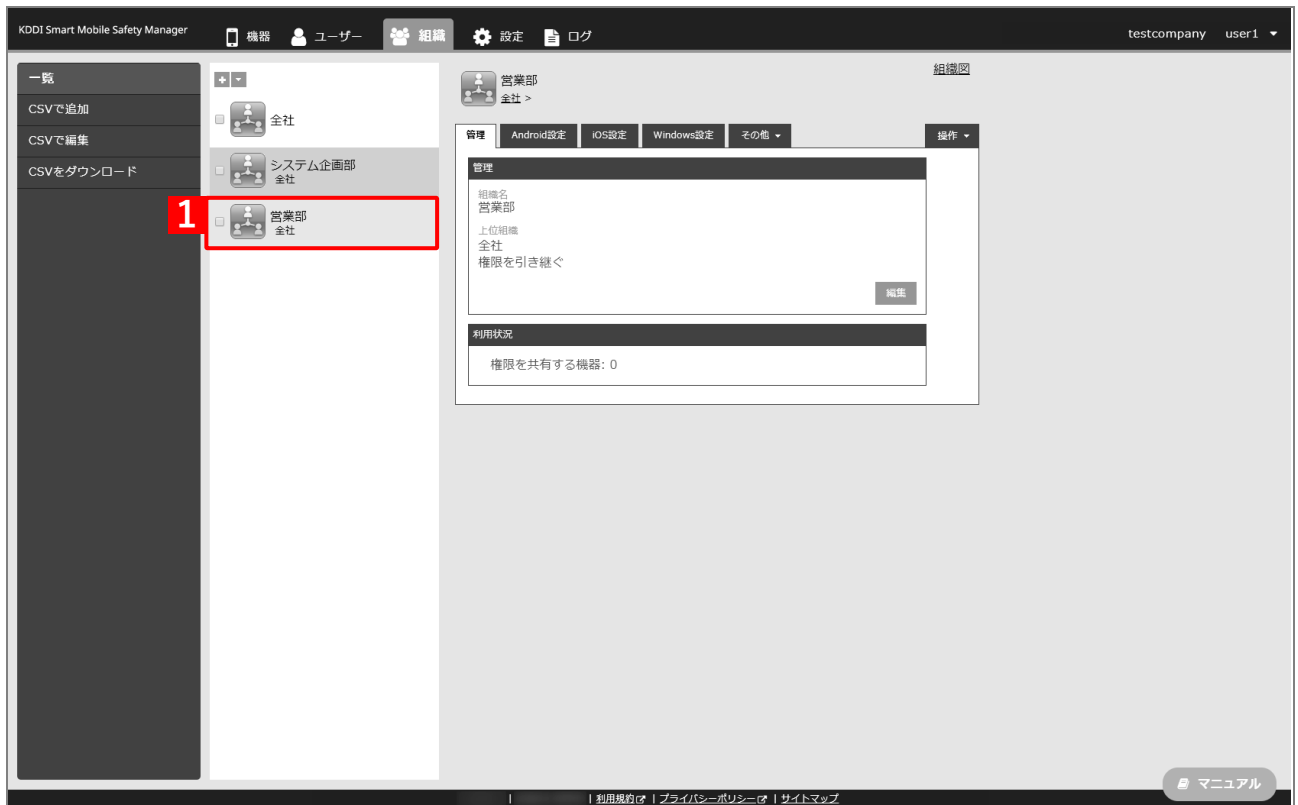 KDDI Smart Mobile Safety Manager
機器 ユーザー 組織 設定 ログ
testcompany user1
一覧
CSVで追加
CSVで編集
CSVをダウンロード
全社
システム企画部
全社
1
営業部
全社
営業部
全社 >
組織図
管理 Android設定 iOS設定 Windows設定 その他
操作
管理
組織名
営業部
上位組織
全社
権限を引き継ぐ
編集
利用状況
権限を共有する機器: 0
マニュアル
| | 利用規約 | プライバシーポリシー | サイトマップ